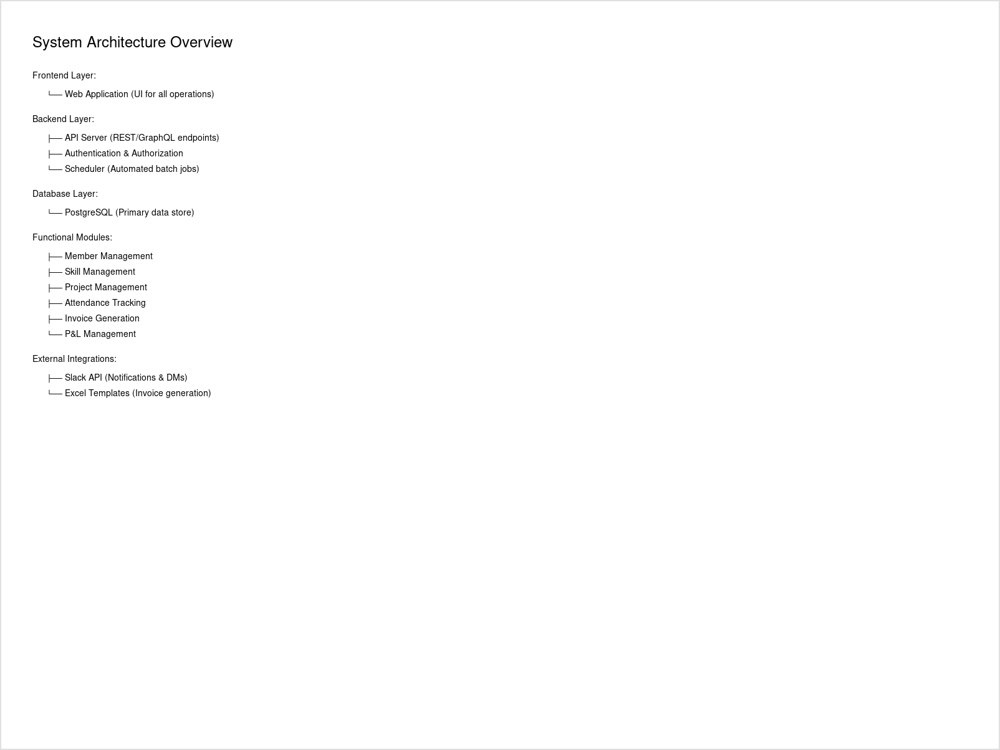 System Architecture Overview
Frontend Layer:
└── Web Application (UI for all operations)
Backend Layer:
├── API Server (REST/GraphQL endpoints)
├── Authentication & Authorization
└── Scheduler (Automated batch jobs)
Database Layer:
└── PostgreSQL (Primary data store)
Functional Modules:
├── Member Management
├── Skill Management
├── Project Management
├── Attendance Tracking
├── Invoice Generation
└── P&L Management
External Integrations:
├── Slack API (Notifications & DMs)
└── Excel Templates (Invoice generation)